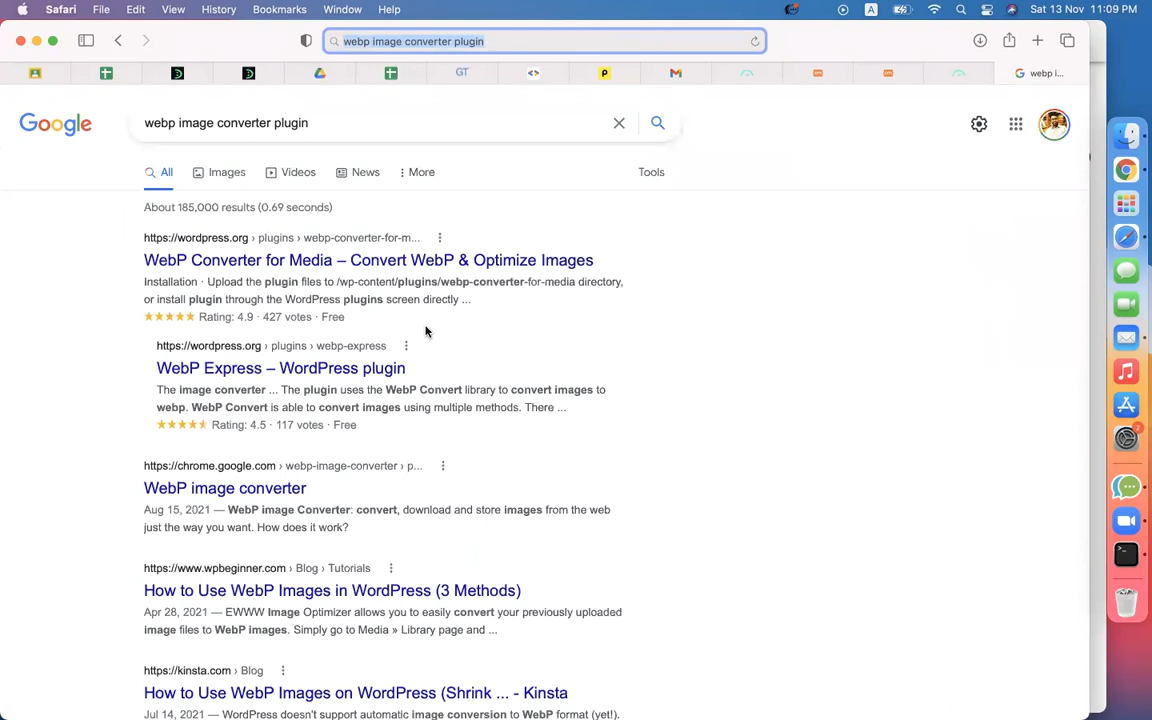 Safari File Edit View History Bookmarks Window Help
A
Sat 13 Nov 11:09 PM
webp image converter plugin
GT
webp i...
Google
webp image converter plugin
All Images Videos News More Tools
About 185,000 results (0.69 seconds)
https://wordpress.org › plugins › webp-converter-for-m...
WebP Converter for Media – Convert WebP & Optimize Images
Installation · Upload the plugin files to /wp-content/plugins/webp-converter-for-media directory,
or install plugin through the WordPress plugins screen directly ...
Rating: 4.9 · 427 votes · Free
https://wordpress.org › plugins › webp-express
WebP Express – WordPress plugin
The image converter ... The plugin uses the WebP Convert library to convert images to
webp. WebP Convert is able to convert images using multiple methods. There ...
Rating: 4.5 · 117 votes · Free
https://chrome.google.com › webp-image-converter › p...
WebP image converter
Aug 15, 2021 — WebP image Converter: convert, download and store images from the web
just the way you want. How does it work?
https://www.wpbeginner.com › Blog › Tutorials
How to Use WebP Images in WordPress (3 Methods)
Apr 28, 2021 — EWWW Image Optimizer allows you to easily convert your previously uploaded
image files to WebP images. Simply go to Media » Library page and ...
https://kinsta.com › Blog
How to Use WebP Images on WordPress (Shrink ... - Kinsta
Jul 14, 2021 — WordPress doesn't support automatic image conversion to WebP format (yet!).